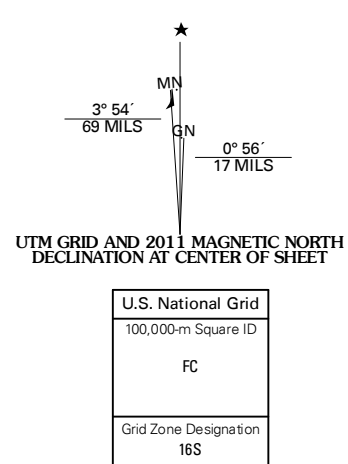 ★
MN
3° 54´
69 MILS
GN
0° 56´
17 MILS
UTM GRID AND 2011 MAGNETIC NORTH
DECLINATION AT CENTER OF SHEET
U.S. National Grid
100,000-m Square ID
FC
Grid Zone Designation
16S